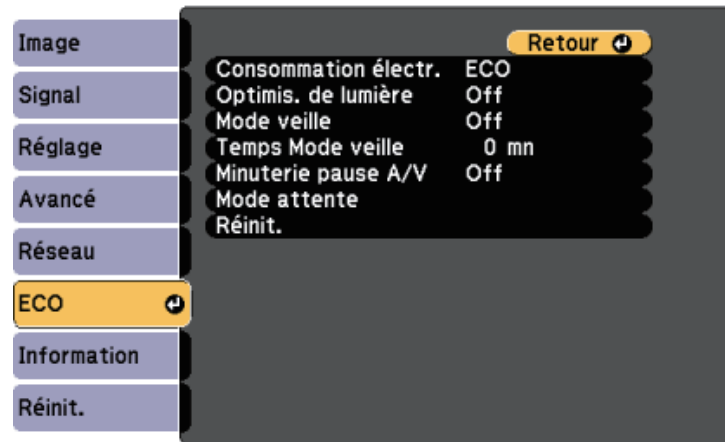 Image
Signal
Réglage
Avancé
Réseau
ECO
Information
Réinit.
Retour
Consommation électr. ECO
Optimis. de lumière Off
Mode veille Off
Temps Mode veille 0 mn
Minuterie pause A/V Off
Mode attente
Réinit.